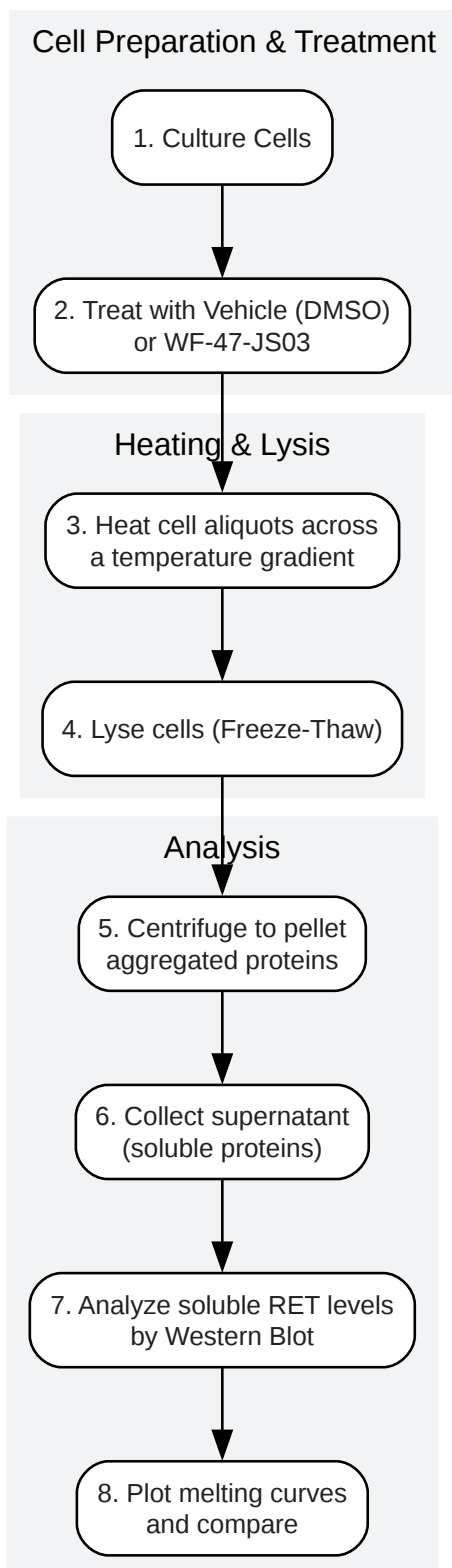 Cell Preparation & Treatment
1. Culture Cells
2. Treat with Vehicle (DMSO)
or WF-47-JS03
Heating & Lysis
3. Heat cell aliquots across
a temperature gradient
4. Lyse cells (Freeze-Thaw)
Analysis
5. Centrifuge to pellet
aggregated proteins
6. Collect supernatant
(soluble proteins)
7. Analyze soluble RET levels
by Western Blot
8. Plot melting curves
and compare